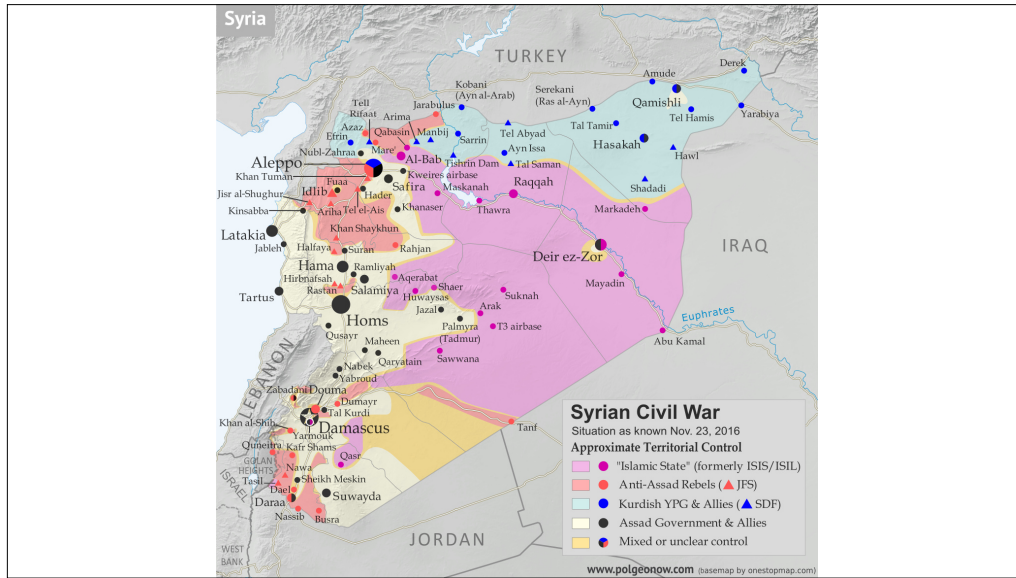 Syria
TURKEY
Derek
Amude
Kobani
(Ayn al-Arab)
Serekani
(Ras al-Ayn)
Qamishli
Yarabiya
Tel Hamis
Jarabulus
Arima
Tell
Rifaat
Azaz
Qabasin
Manbij
Efrin
Mare'
Sarrin
Tel Abyad
Tal Tamir
Nubl-Zahraa
Al-Bab
Tishrin Dam
Ayn Issa
Hasakah
Hawl
Tal Saman
Aleppo
Kweires airbase
Khan Tuman
Safira
Maskanah
Raqqah
Shadadi
Fuaa
Idlib
Hader
Jisr al-Shughur
Ariha
Tel el-Ais
Khanaser
Thawra
Markadeh
Kinsabba
Latakia
Khan Shaykhun
Jableh
Halfaya
Suran
Rahjan
Deir ez-Zor
IRAQ
Hama
Ramliyah
Hirbnafsah
Aqerabat
Mayadin
Rastan
Salamiya
Shaer
Huwaysas
Suknah
Tartus
Jazal
Arak
Homs
Palmyra
(Tadmur)
T3 airbase
Euphrates
Abu Kamal
Qusayr
Maheen
Sawwana
Qaryatain
LEBANON
Nabek
Yabroud
Zabadani
Douma
Dumayr
Tal Kurdi
Damascus
Khan al-Shih
Yarmouk
Tanf
Quneitra
Kafr Shams
Qasr
GOLAN
HEIGHTS
Nawa
ISRAEL
Tasil
Sheikh Meskin
Dael
Suwayda
Daraa
Nassib
Busra
WEST
BANK
JORDAN
Syrian Civil War
Situation as known Nov. 23, 2016
Approximate Territorial Control
"Islamic State" (formerly ISIS/ISIL)
Anti-Assad Rebels ( JFS)
Kurdish YPG & Allies ( SDF)
Assad Government & Allies
Mixed or unclear control
www.polgeonow.com (basemap by onestopmap.com)